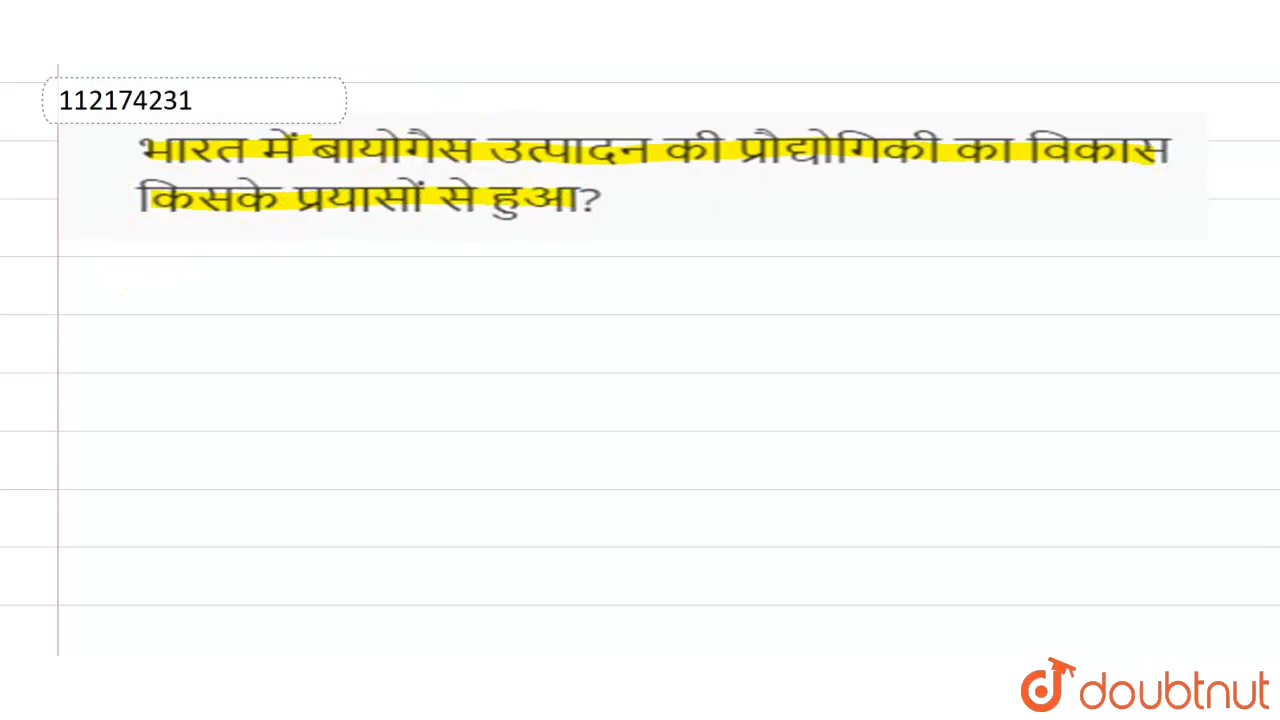 112174231
भारत में बायोगैस उत्पादन की प्रौद्योगिकी का विकास
किसके प्रयासों से हुआ?
doubtnut